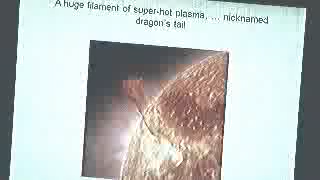 A huge filament of super-hot plasma, ... nicknamed
dragon's tail